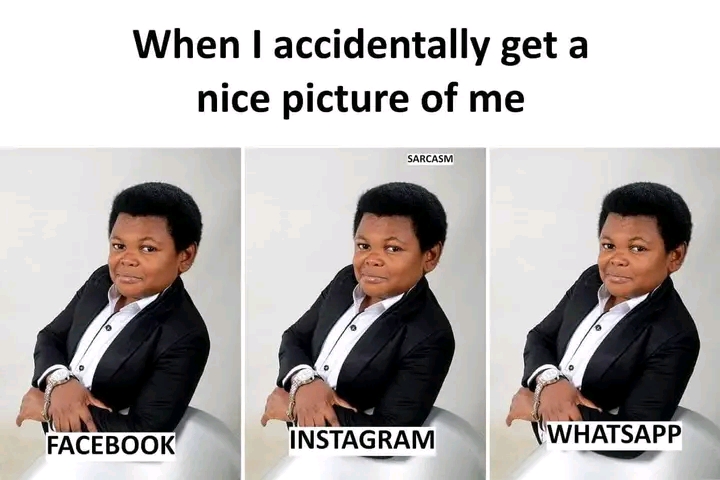 When I accidentally get a
nice picture of me
SARCASM
FACEBOOK
INSTAGRAM
WHATSAPP